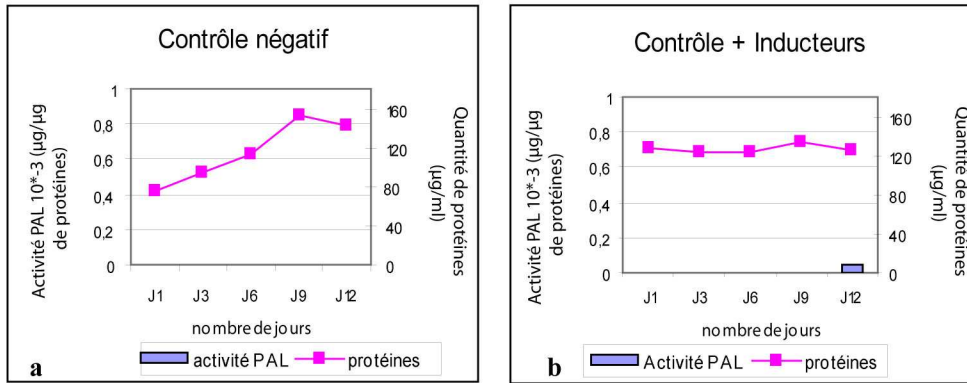 Contrôle négatif
Activité PAL 10*-3 (µg/µg
de protéines)
1
0,8
0,6
0,4
0,2
0
160
120
80
40
0
Quantité de protéines
(µg/ml)
J1 J3 J6 J9 J12
nombre de jours
activité PAL protéines
a
Contrôle + Inducteurs
Activité PAL 10*-3 (µg/µg
de protéines)
1
0,8
0,6
0,4
0,2
0
160
120
80
40
0
Quantité de protéines
(µg/ml)
J1 J3 J6 J9 J12
nombre de jours
Activité PAL protéines
b